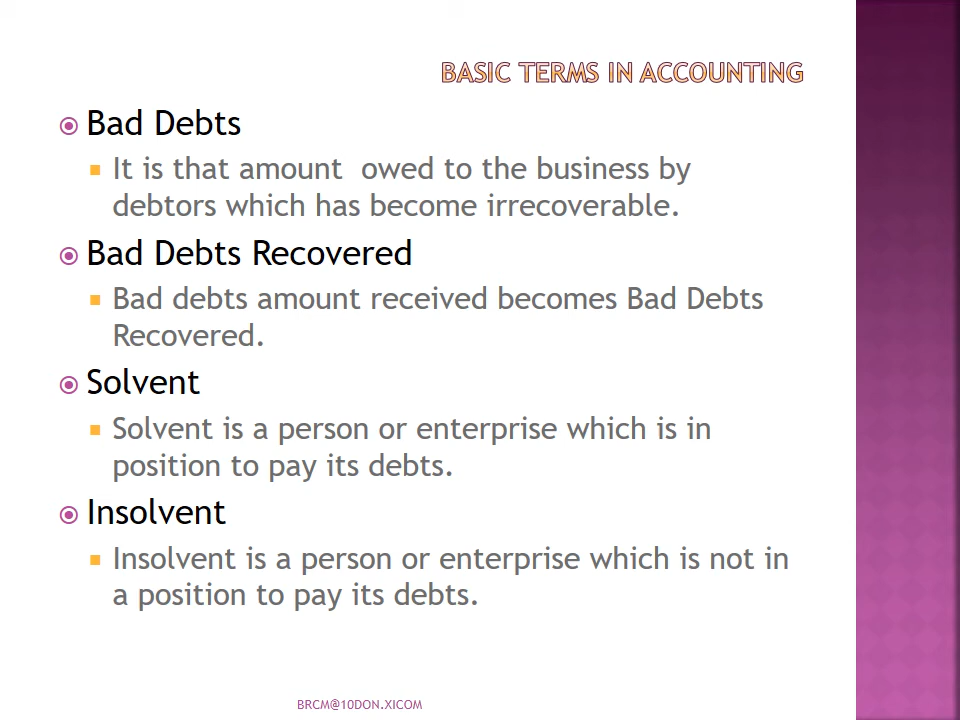 BASIC TERMS IN ACCOUNTING
Bad Debts
It is that amount  owed to the business by
debtors which has become irrecoverable.
Bad Debts Recovered
Bad debts amount received becomes Bad Debts
Recovered.
Solvent
Solvent is a person or enterprise which is in
position to pay its debts.
Insolvent
Insolvent is a person or enterprise which is not in
a position to pay its debts.
BRCM@10DON.XICOM